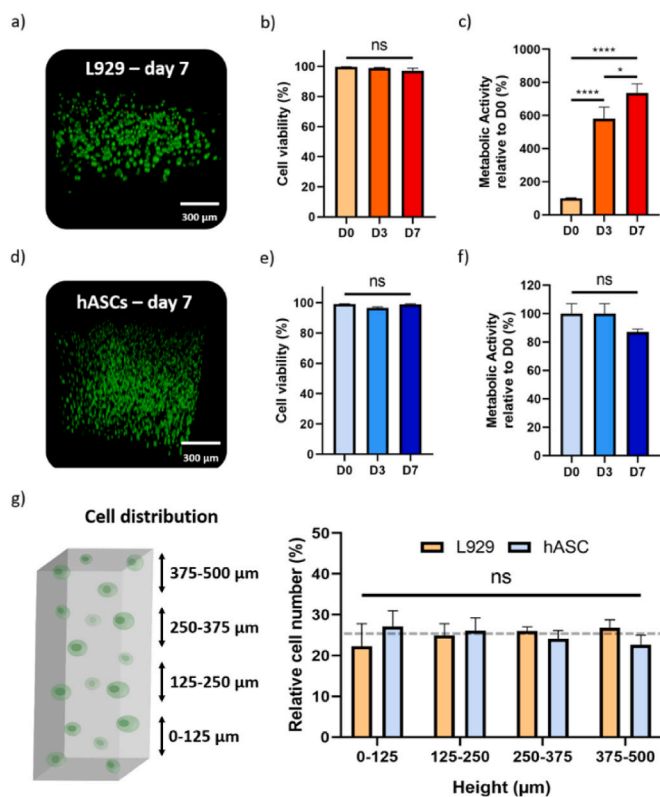 a)
L929 – day 7
300 µm
b)
Cell viability (%)
100
80
60
40
20
0
ns
D0 D3 D7
c)
Metabolic Activity
relative to D0 (%)
1000
800
600
400
200
0
****
****
*
D0 D3 D7
d)
hASCs – day 7
300 µm
e)
Cell viability (%)
100
80
60
40
20
0
ns
D0 D3 D7
f)
Metabolic Activity
relative to D0 (%)
120
100
80
60
40
20
0
ns
D0 D3 D7
g)
Cell distribution
375-500 µm
250-375 µm
125-250 µm
0-125 µm
Relative cell number (%)
50
40
30
20
10
0
L929 hASC
ns
0-125 125-250 250-375 375-500
Height (µm)